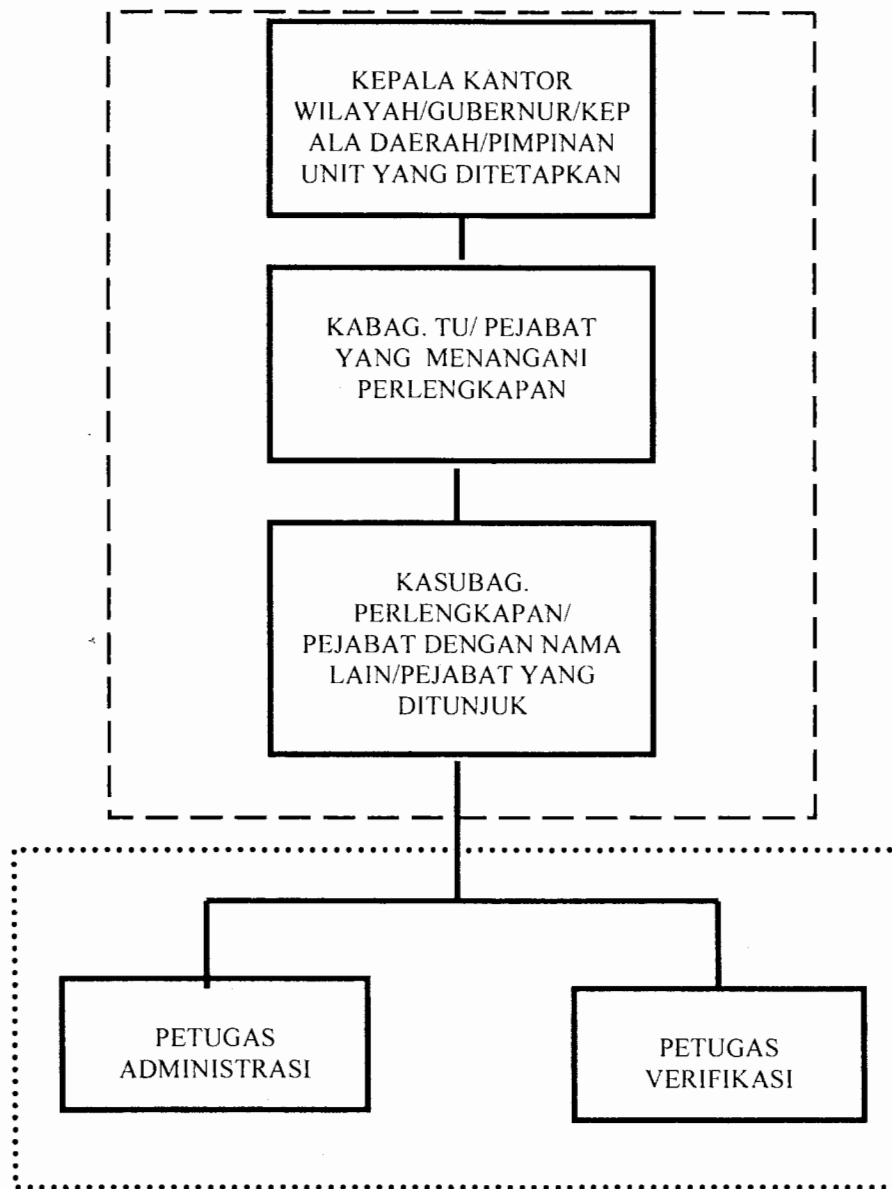 KEPALA KANTOR
WILAYAH/GUBERNUR/KEP
ALA DAERAH/PIMPINAN
UNIT YANG DITETAPKAN
KABAG. TU/ PEJABAT
YANG MENANGANI
PERLENGKAPAN
KASUBAG.
PERLENGKAPAN/
PEJABAT DENGAN NAMA
LAIN/PEJABAT YANG
DITUNJUK
PETUGAS
ADMINISTRASI
PETUGAS
VERIFIKASI